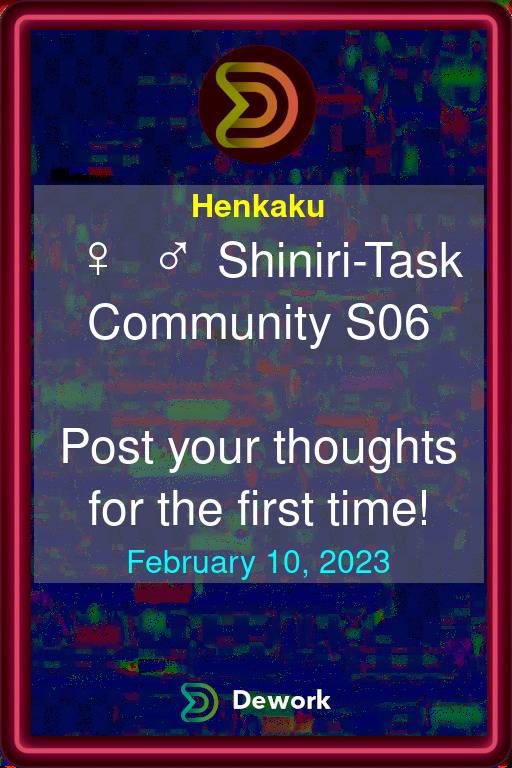 Henkaku
♀ ♂ Shiniri-Task
Community S06
Post your thoughts
for the first time!
February 10, 2023
Dework